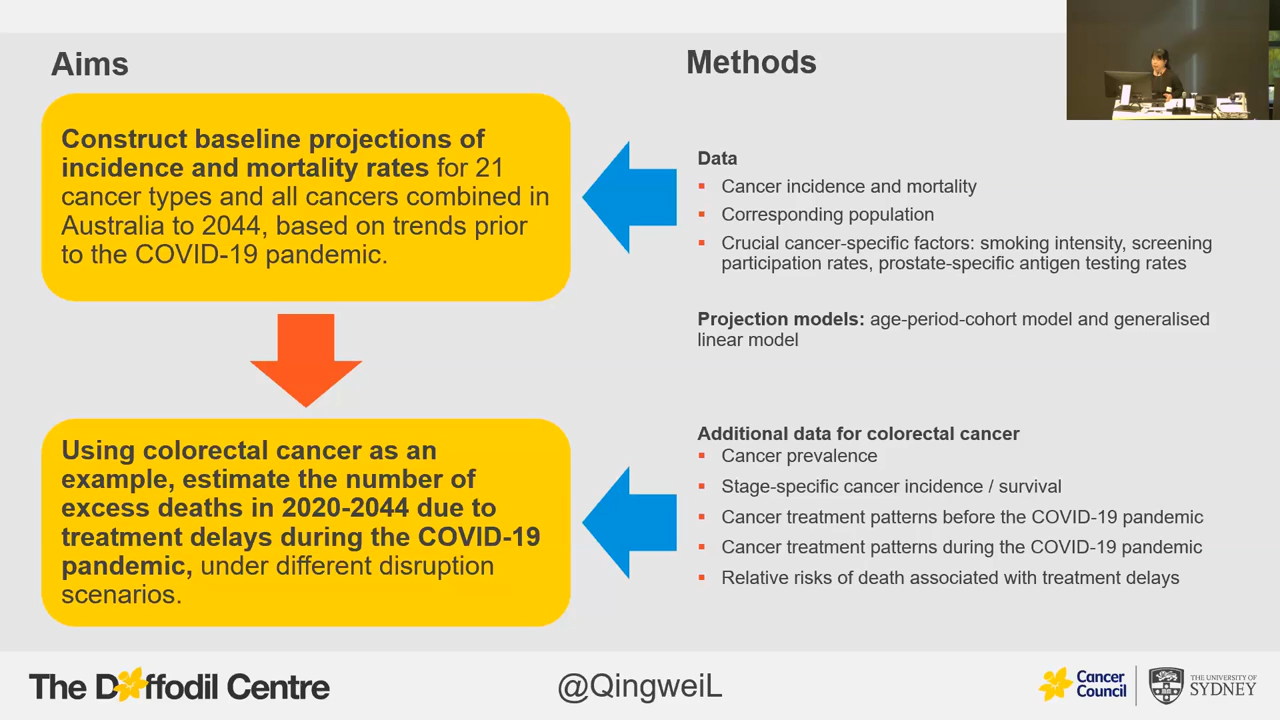 Aims
Construct baseline projections of
incidence and mortality rates for 21
cancer types and all cancers combined in
Australia to 2044, based on trends prior
to the COVID-19 pandemic.
Using colorectal cancer as an
example, estimate the number of
excess deaths in 2020-2044 due to
treatment delays during the COVID-19
pandemic, under different disruption
scenarios.
Methods
Data
▪ Cancer incidence and mortality
▪ Corresponding population
▪ Crucial cancer-specific factors: smoking intensity, screening
participation rates, prostate-specific antigen testing rates
Projection models: age-period-cohort model and generalised
linear model
Additional data for colorectal cancer
▪ Cancer prevalence
▪ Stage-specific cancer incidence / survival
▪ Cancer treatment patterns before the COVID-19 pandemic
▪ Cancer treatment patterns during the COVID-19 pandemic
▪ Relative risks of death associated with treatment delays
The Daffodil Centre
@QingweiL
Cancer
Council
THE UNIVERSITY OF
SYDNEY